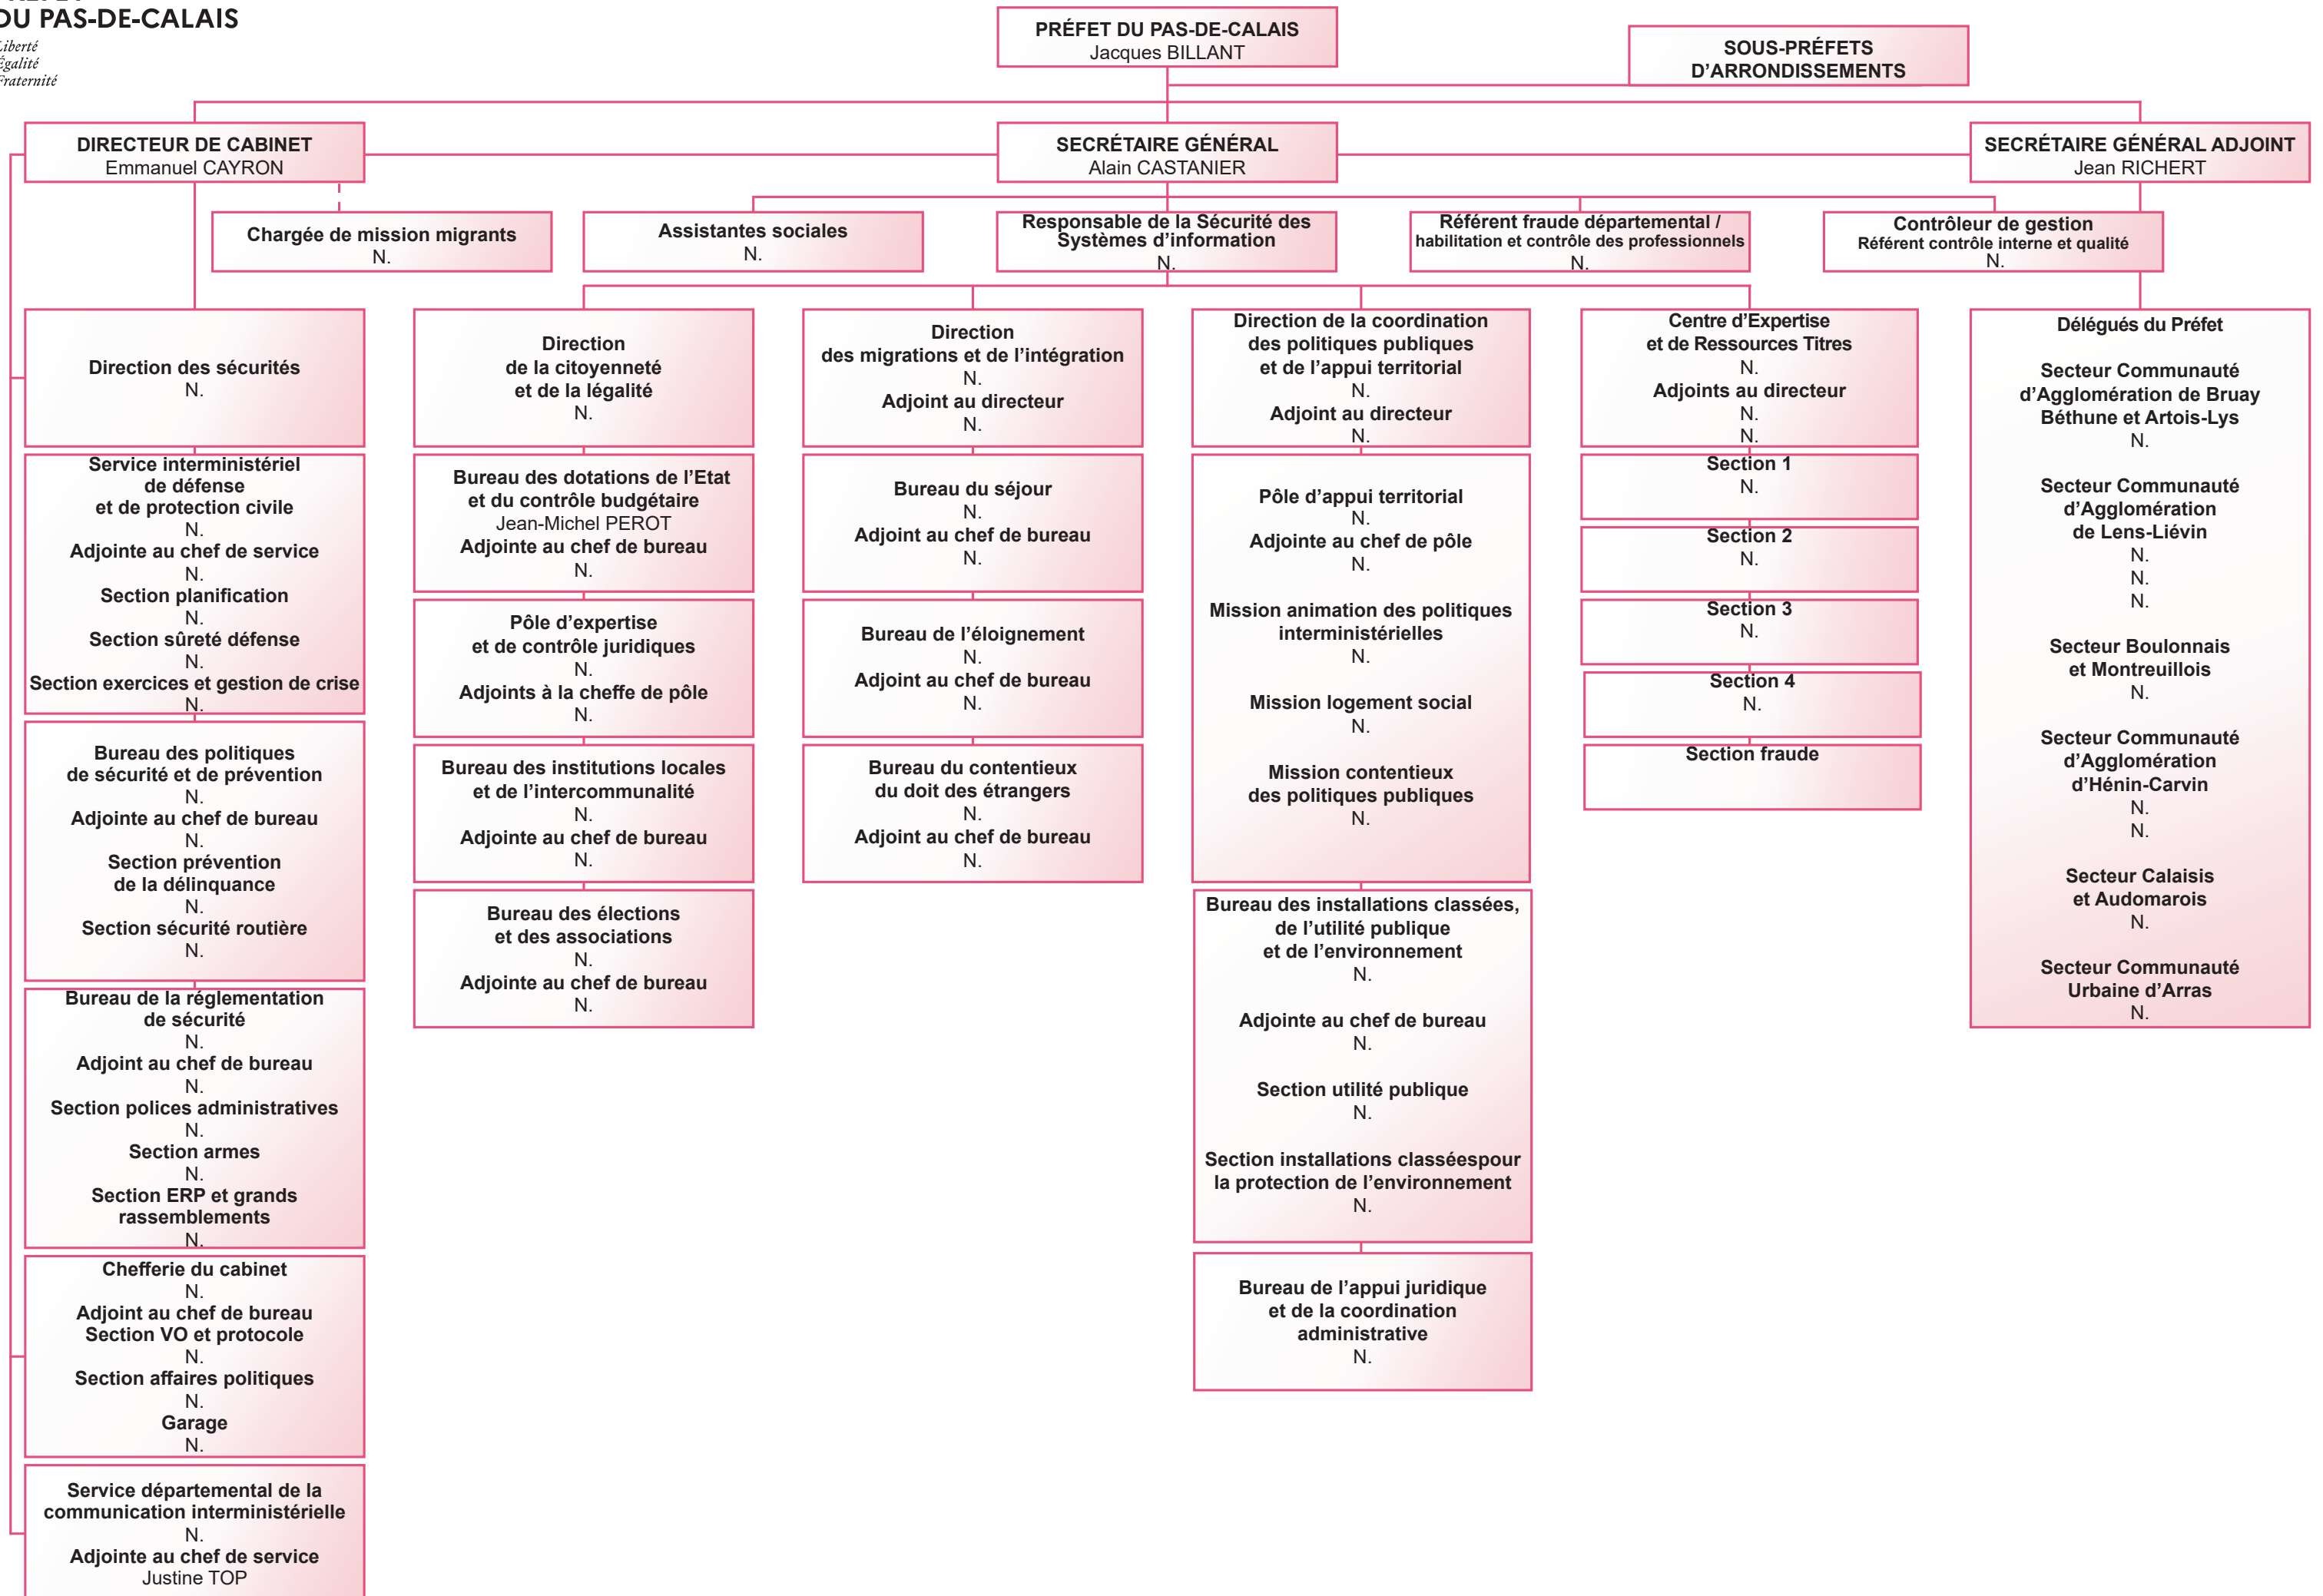 DU PAS-DE-CALAIS
Liberté
Égalité
Fraternité
PRÉFET DU PAS-DE-CALAIS
Jacques BILLANT
SOUS-PRÉFETS
D’ARRONDISSEMENTS
DIRECTEUR DE CABINET
Emmanuel CAYRON
SECRÉTAIRE GÉNÉRAL
Alain CASTANIER
SECRÉTAIRE GÉNÉRAL ADJOINT
Jean RICHERT
Chargée de mission migrants
N.
Assistantes sociales
N.
Responsable de la Sécurité des
Systèmes d’information
N.
Référent fraude départemental /
habilitation et contrôle des professionnels
N.
Contrôleur de gestion
Référent contrôle interne et qualité
N.
Direction des sécurités
N.
Service interministériel
de défense
et de protection civile
N.
Adjointe au chef de service
N.
Section planification
N.
Section sûreté défense
N.
Section exercices et gestion de crise
N.
Bureau des politiques
de sécurité et de prévention
N.
Adjointe au chef de bureau
N.
Section prévention
de la délinquance
N.
Section sécurité routière
N.
Bureau de la réglementation
de sécurité
N.
Adjoint au chef de bureau
N.
Section polices administratives
N.
Section armes
N.
Section ERP et grands
rassemblements
N.
Chefferie du cabinet
N.
Adjoint au chef de bureau
Section VO et protocole
N.
Section affaires politiques
N.
Garage
N.
Service départemental de la
communication interministérielle
N.
Adjointe au chef de service
Justine TOP
Direction
de la citoyenneté
et de la légalité
N.
Bureau des dotations de l’Etat
et du contrôle budgétaire
Jean-Michel PEROT
Adjointe au chef de bureau
N.
Pôle d’expertise
et de contrôle juridiques
N.
Adjoints à la cheffe de pôle
N.
Bureau des institutions locales
et de l’intercommunalité
N.
Adjointe au chef de bureau
N.
Bureau des élections
et des associations
N.
Adjointe au chef de bureau
N.
Direction
des migrations et de l’intégration
N.
Adjoint au directeur
N.
Bureau du séjour
N.
Adjoint au chef de bureau
N.
Bureau de l’éloignement
N.
Adjoint au chef de bureau
N.
Bureau du contentieux
du doit des étrangers
N.
Adjoint au chef de bureau
N.
Direction de la coordination
des politiques publiques
et de l’appui territorial
N.
Adjoint au directeur
N.
Pôle d’appui territorial
N.
Adjointe au chef de pôle
N.
Mission animation des politiques
interministérielles
N.
Mission logement social
N.
Mission contentieux
des politiques publiques
N.
Bureau des installations classées,
de l’utilité publique
et de l’environnement
N.
Adjointe au chef de bureau
N.
Section utilité publique
N.
Section installations classéespour
la protection de l’environnement
N.
Bureau de l’appui juridique
et de la coordination
administrative
N.
Centre d’Expertise
et de Ressources Titres
N.
Adjoints au directeur
N.
N.
Section 1
N.
Section 2
N.
Section 3
N.
Section 4
N.
Section fraude
Délégués du Préfet
Secteur Communauté
d’Agglomération de Bruay
Béthune et Artois-Lys
N.
Secteur Communauté
d’Agglomération
de Lens-Liévin
N.
N.
N.
Secteur Boulonnais
et Montreuillois
N.
Secteur Communauté
d’Agglomération
d’Hénin-Carvin
N.
N.
Secteur Calaisis
et Audomarois
N.
Secteur Communauté
Urbaine d’Arras
N.